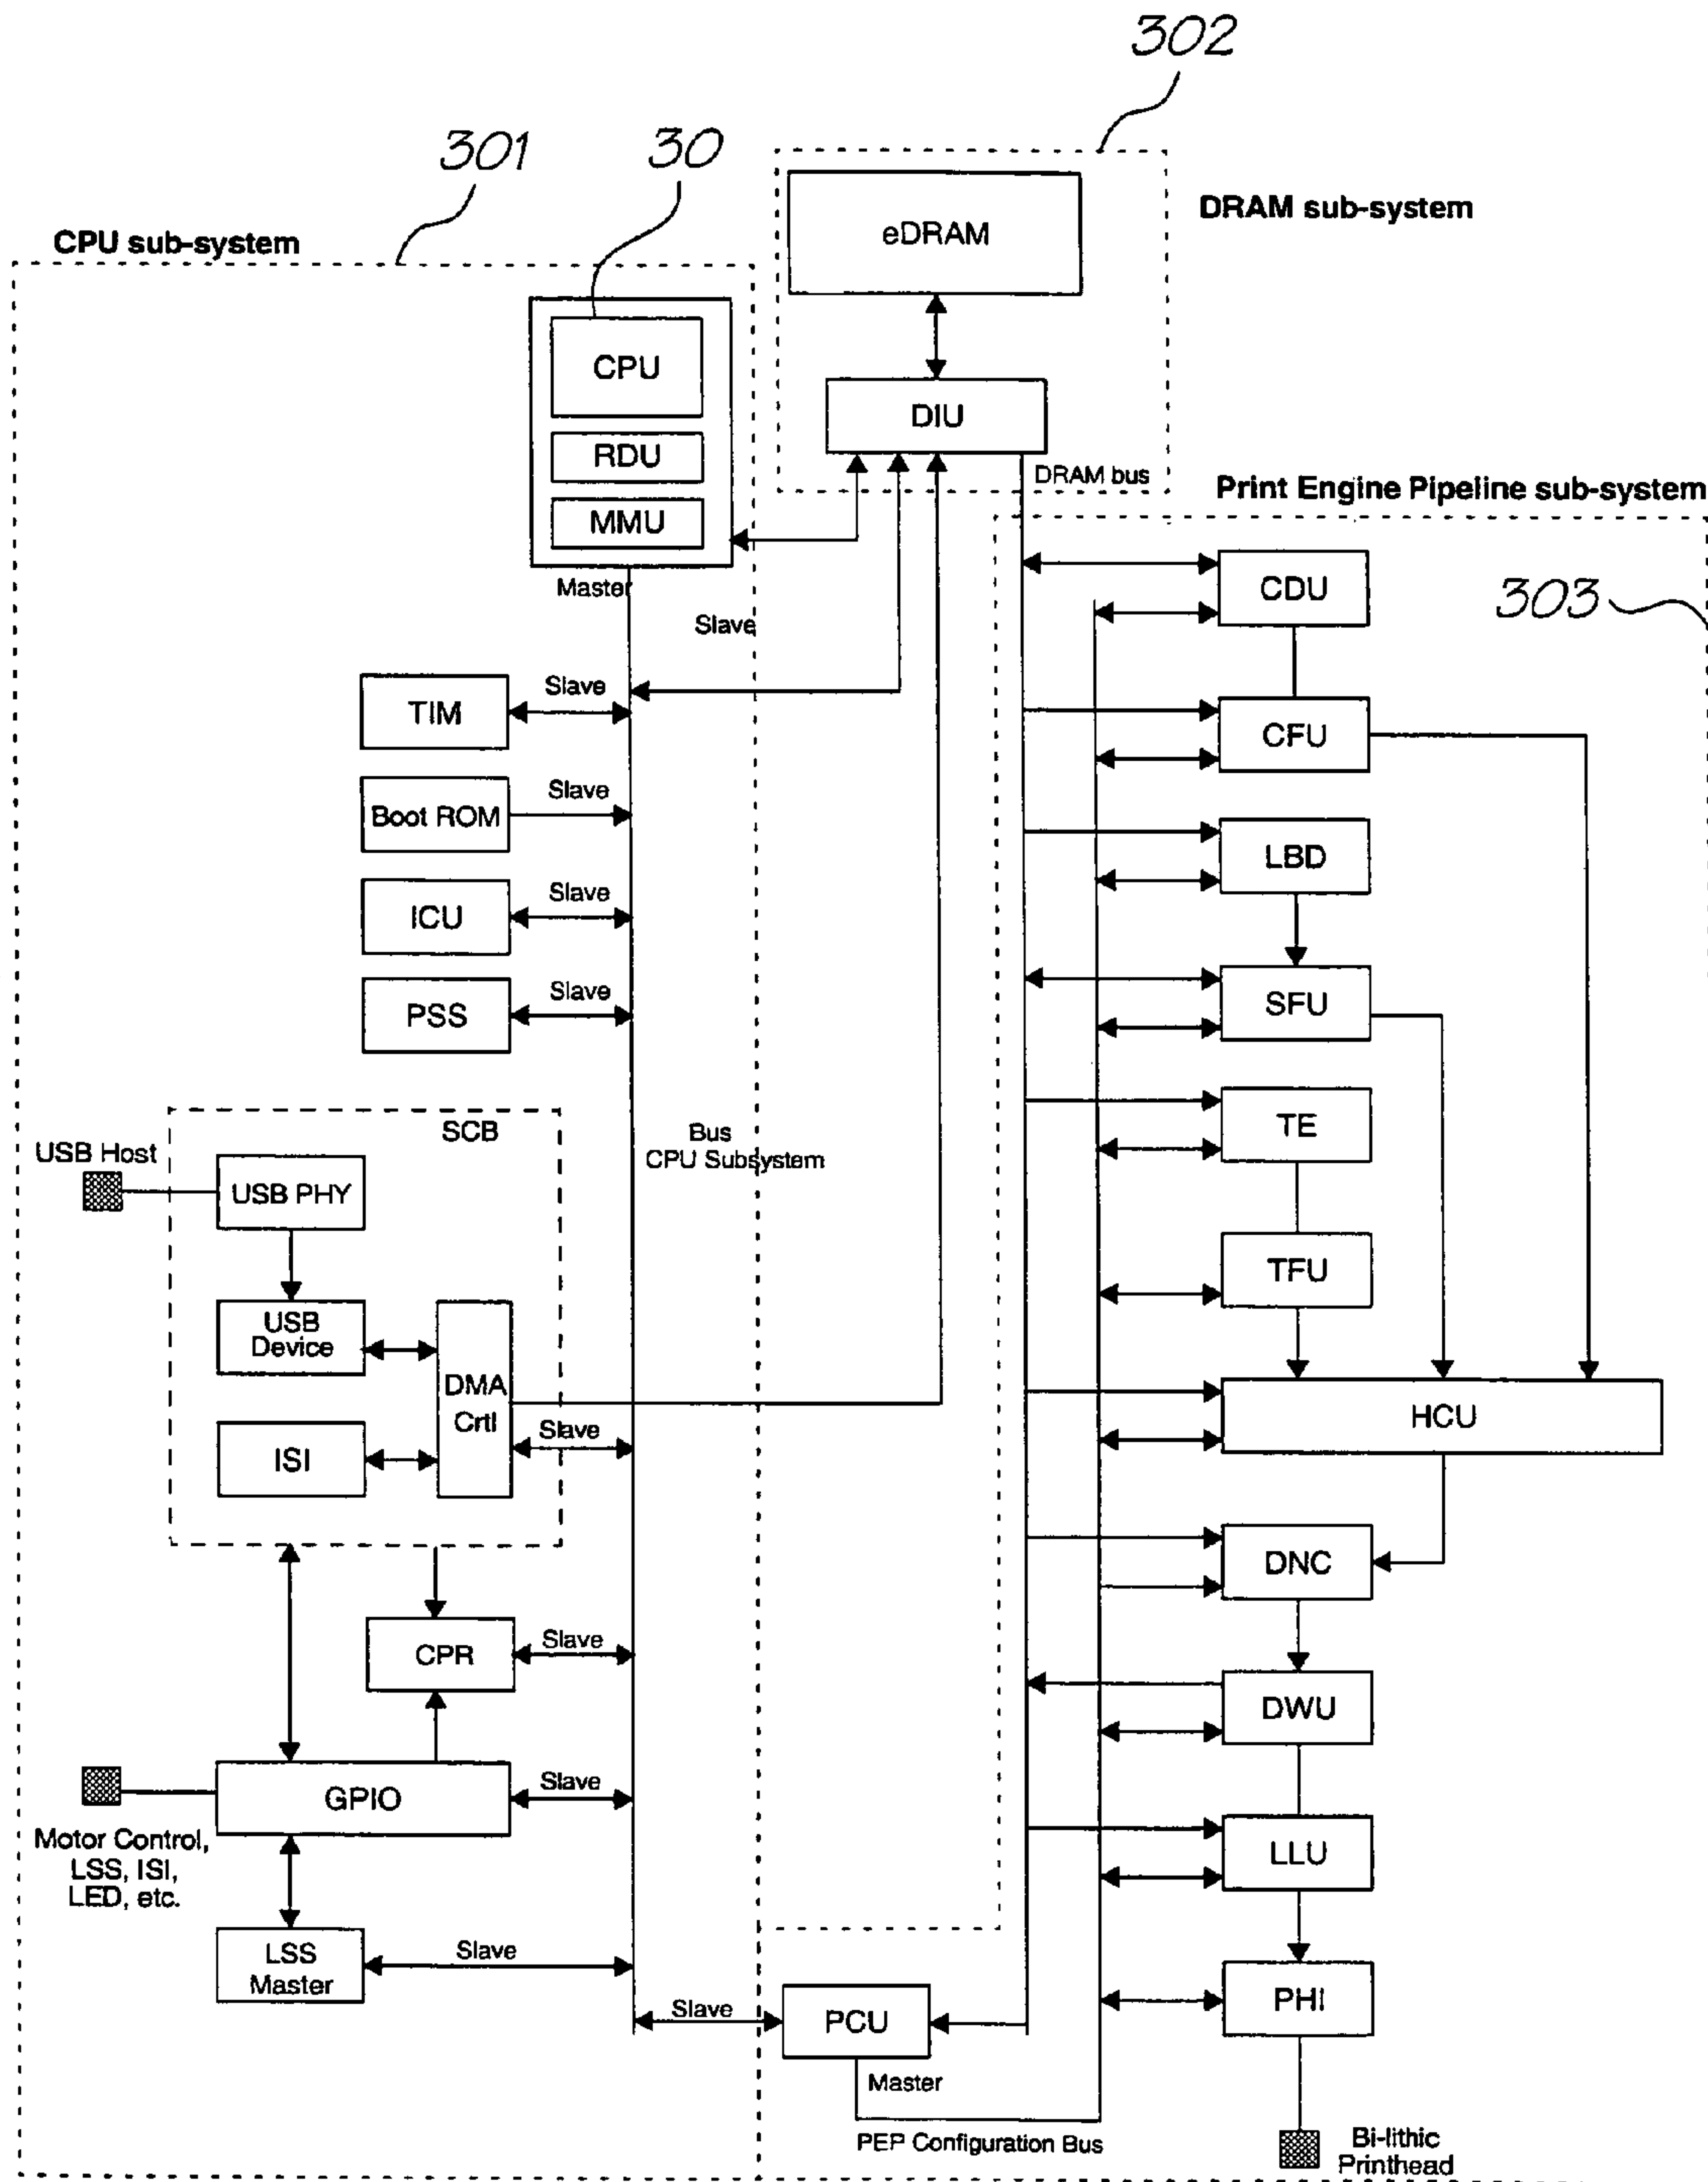 302
301
30
DRAM sub-system
CPU sub-system
eDRAM
CPU
DIU
RDU
DRAM bus
Print Engine Pipeline sub-system
MMU
Master
CDU
303
Slave
Slave
TIM
CFU
Slave
Boot ROM
LBD
Slave
ICU
Slave
PSS
SFU
SCB
TE
Bus
CPU Subsystem
USB Host
USB PHY
TFU
USB
Device
DMA
Crtl
HCU
Slave
ISI
DNC
Slave
CPR
DWU
Slave
GPIO
Motor Control,
LSS, ISI,
LED, etc.
LLU
Slave
LSS
Master
PHI
Slave
PCU
Master
PEP Configuration Bus
Bi-lithic
Printhead